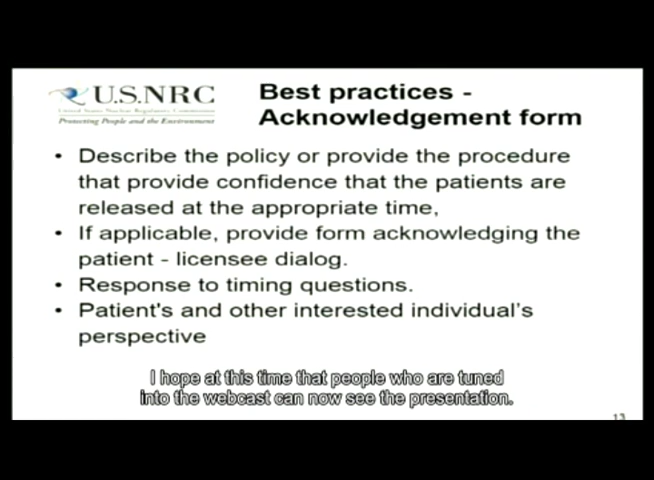 U.S.NRC
United States Nuclear Regulatory Commission
Protecting People and the Environment
Best practices -
Acknowledgement form
• Describe the policy or provide the procedure
that provide confidence that the patients are
released at the appropriate time,
• If applicable, provide form acknowledging the
patient - licensee dialog.
• Response to timing questions.
• Patient's and other interested individual's
perspective
I hope at this time that people who are tuned
into the webcast can now see the presentation.
13